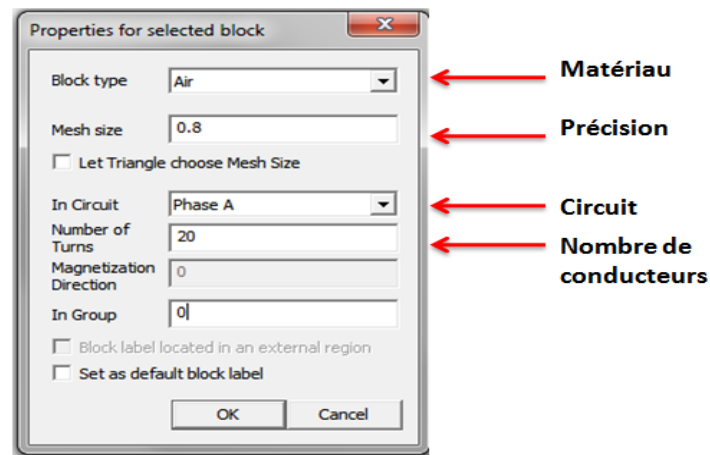 Properties for selected block
Block type Air
Matériau
Mesh size 0.8
Précision
Let Triangle choose Mesh Size
In Circuit Phase A
Circuit
Number of
Turns
20
Nombre de
conducteurs
Magnetization
Direction
0
In Group 0
Block label located in an external region
Set as default block label
OK Cancel